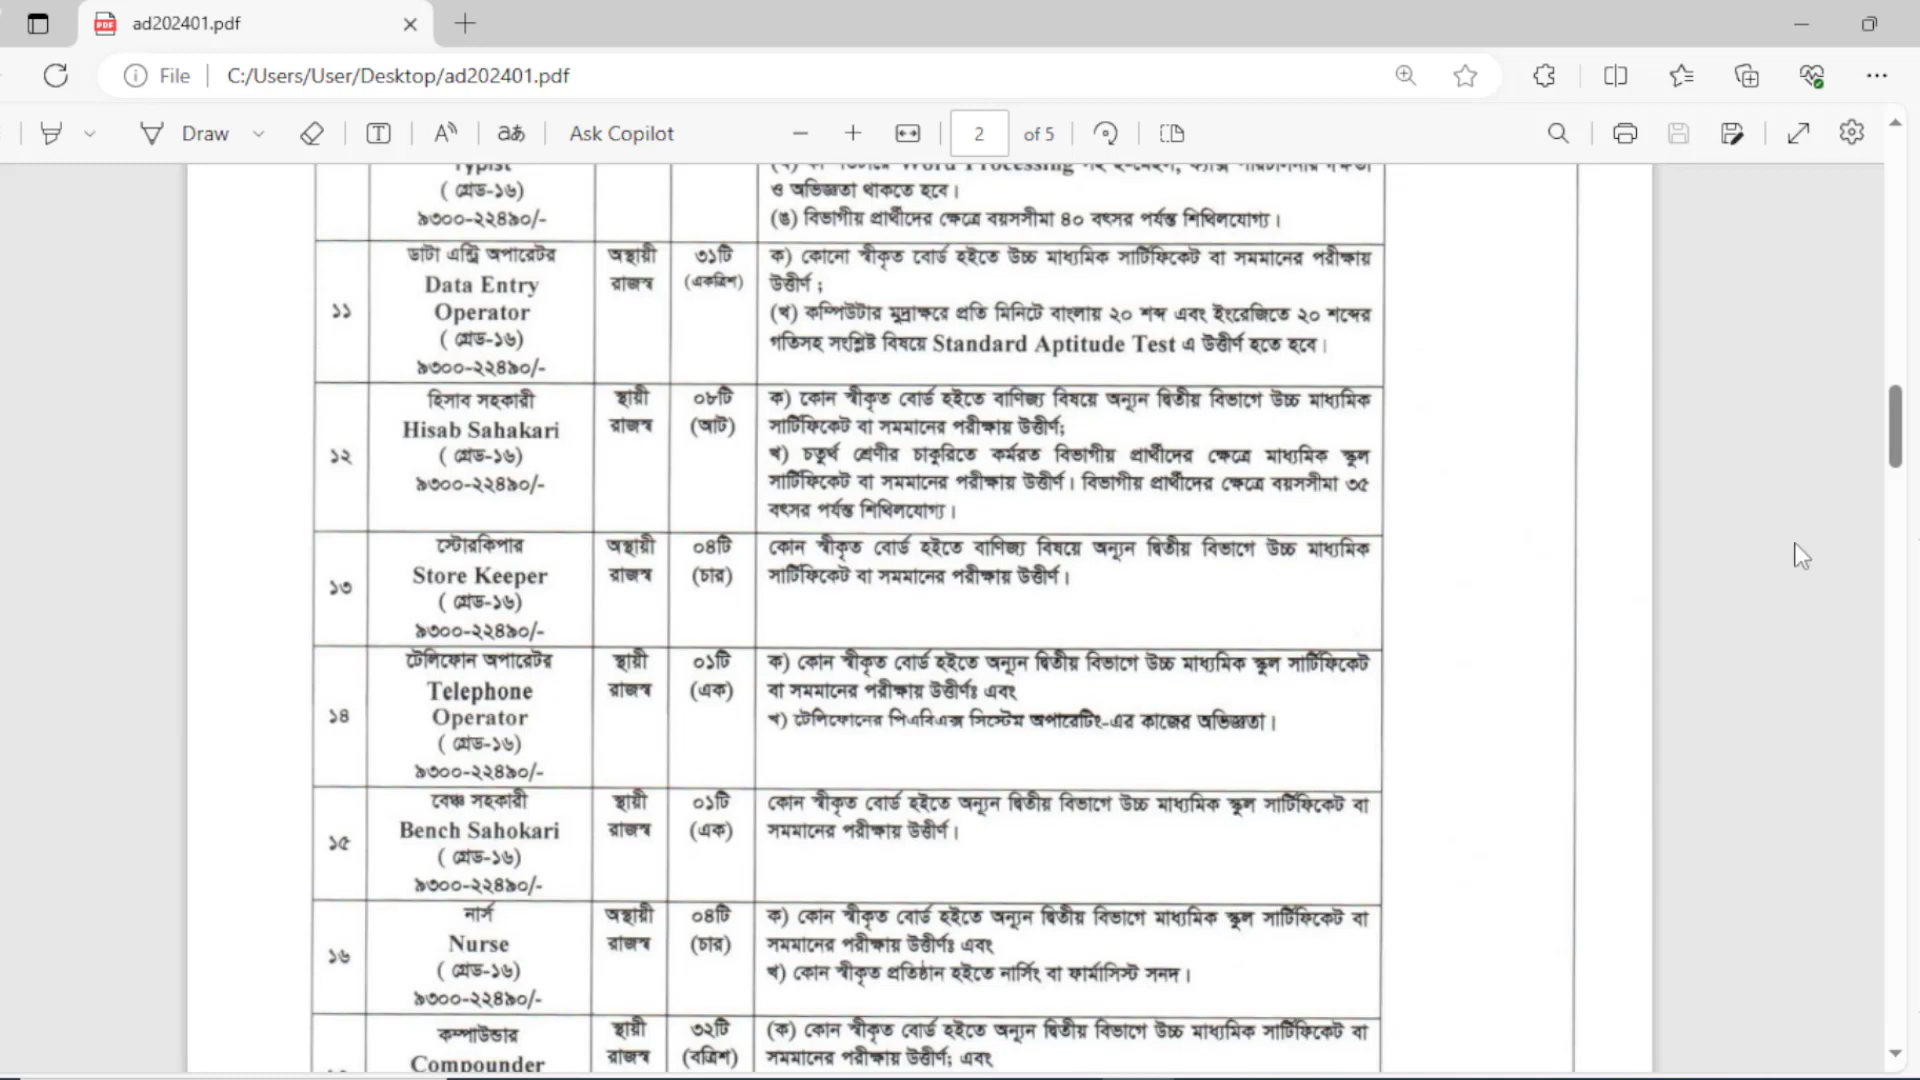 ad202401.pdf
File
C:/Users/User/Desktop/ad202401.pdf
Draw
Ask Copilot
2 of 5
Typist
( গ্রেড-১৬)
৯৩০০-২২৪৯০/-
Word Processing
ও অভিজ্ঞতা থাকতে হবে।
(ঙ) বিভাগীয় প্রার্থীদের ক্ষেত্রে বয়সসীমা ৪০ বৎসর পর্যন্ত শিথিলযোগ্য।
১১
ডাটা এন্ট্রি অপারেটর
Data Entry
Operator
( গ্রেড-১৬)
৯৩০০-২২৪৯০/-
অস্থায়ী
রাজস্ব
৩১টি
(একত্রিশ)
ক) কোনো স্বীকৃত বোর্ড হইতে উচ্চ মাধ্যমিক সার্টিফিকেট বা সমমানের পরীক্ষায়
উত্তীর্ণ ;
(খ) কম্পিউটার মুদ্রাক্ষরে প্রতি মিনিটে বাংলায় ২০ শব্দ এবং ইংরেজিতে ২০ শব্দের
গতিসহ সংশ্লিষ্ট বিষয়ে Standard Aptitude Test এ উত্তীর্ণ হতে হবে।
১২
হিসাব সহকারী
Hisab Sahakari
( গ্রেড-১৬)
৯৩০০-২২৪৯০/-
স্থায়ী
রাজস্ব
০৮টি
(আট)
ক) কোন স্বীকৃত বোর্ড হইতে বাণিজ্য বিষয়ে অন্যূন দ্বিতীয় বিভাগে উচ্চ মাধ্যমিক
সার্টিফিকেট বা সমমানের পরীক্ষায় উত্তীর্ণ;
খ) চতুর্থ শ্রেণীর চাকুরিতে কর্মরত বিভাগীয় প্রার্থীদের ক্ষেত্রে মাধ্যমিক স্কুল
সার্টিফিকেট বা সমমানের পরীক্ষায় উত্তীর্ণ। বিভাগীয় প্রার্থীদের ক্ষেত্রে বয়সসীমা ৩৫
বৎসর পর্যন্ত শিথিলযোগ্য।
১৩
স্টোরকিপার
Store Keeper
( গ্রেড-১৬)
৯৩০০-২২৪৯০/-
অস্থায়ী
রাজস্ব
০৪টি
(চার)
কোন স্বীকৃত বোর্ড হইতে বাণিজ্য বিষয়ে অন্যূন দ্বিতীয় বিভাগে উচ্চ মাধ্যমিক
সার্টিফিকেট বা সমমানের পরীক্ষায় উত্তীর্ণ।
১৪
টেলিফোন অপারেটর
Telephone
Operator
( গ্রেড-১৬)
৯৩০০-২২৪৯০/-
স্থায়ী
রাজস্ব
০১টি
(এক)
ক) কোন স্বীকৃত বোর্ড হইতে অন্যূন দ্বিতীয় বিভাগে উচ্চ মাধ্যমিক স্কুল সার্টিফিকেট
বা সমমানের পরীক্ষায় উত্তীর্ণঃ এবং
খ) টেলিফোনের পিএবিএক্স সিস্টেম অপারেটিং-এর কাজের অভিজ্ঞতা।
১৫
বেঞ্চ সহকারী
Bench Sahokari
( গ্রেড-১৬)
৯৩০০-২২৪৯০/-
স্থায়ী
রাজস্ব
০১টি
(এক)
কোন স্বীকৃত বোর্ড হইতে অন্যূন দ্বিতীয় বিভাগে উচ্চ মাধ্যমিক স্কুল সার্টিফিকেট বা
সমমানের পরীক্ষায় উত্তীর্ণ।
১৬
নার্স
Nurse
( গ্রেড-১৬)
৯৩০০-২২৪৯০/-
অস্থায়ী
রাজস্ব
০৪টি
(চার)
ক) কোন স্বীকৃত বোর্ড হইতে অন্যূন দ্বিতীয় বিভাগে মাধ্যমিক স্কুল সার্টিফিকেট বা
সমমানের পরীক্ষায় উত্তীর্ণঃ এবং
খ) কোন স্বীকৃত প্রতিষ্ঠান হইতে নার্সিং বা ফার্মাসিস্ট সনদ।
কম্পাউন্ডার
Compounder
স্থায়ী
রাজস্ব
৩২টি
(বত্রিশ)
(ক) কোন স্বীকৃত বোর্ড হইতে অন্যূন দ্বিতীয় বিভাগে উচ্চ মাধ্যমিক সার্টিফিকেট বা
সমমানের পরীক্ষায় উত্তীর্ণ; এবং